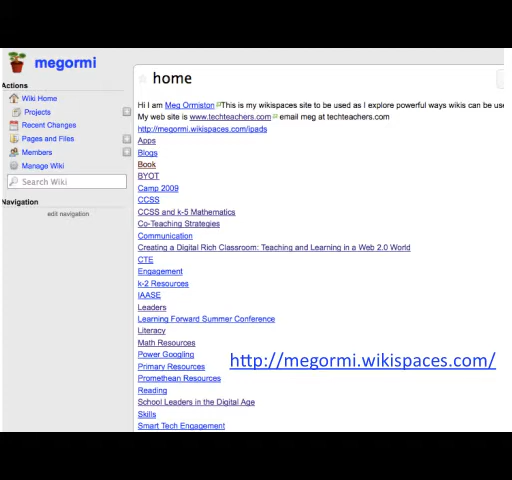 megormi
Actions
Wiki Home
Projects
Recent Changes
Pages and Files
Members
Manage Wiki
Search Wiki
Navigation
edit navigation
home
Hi I am Meg Ormiston This is my wikispaces site to be used as I explore powerful ways wikis can be use
My web site is www.techteachers.com email meg at techteachers.com
http://megormi.wikispaces.com/ipads
Apps
Blogs
Book
BYOT
Camp 2009
CCSS
CCSS and k-5 Mathematics
Co-Teaching Strategies
Communication
Creating a Digital Rich Classroom: Teaching and Learning in a Web 2.0 World
CTE
Engagement
k-2 Resources
IAASE
Leaders
Learning Forward Summer Conference
Literacy
Math Resources
Power Googling
Primary Resources
Promethean Resources
Reading
School Leaders in the Digital Age
Skills
Smart Tech Engagement
http://megormi.wikispaces.com/